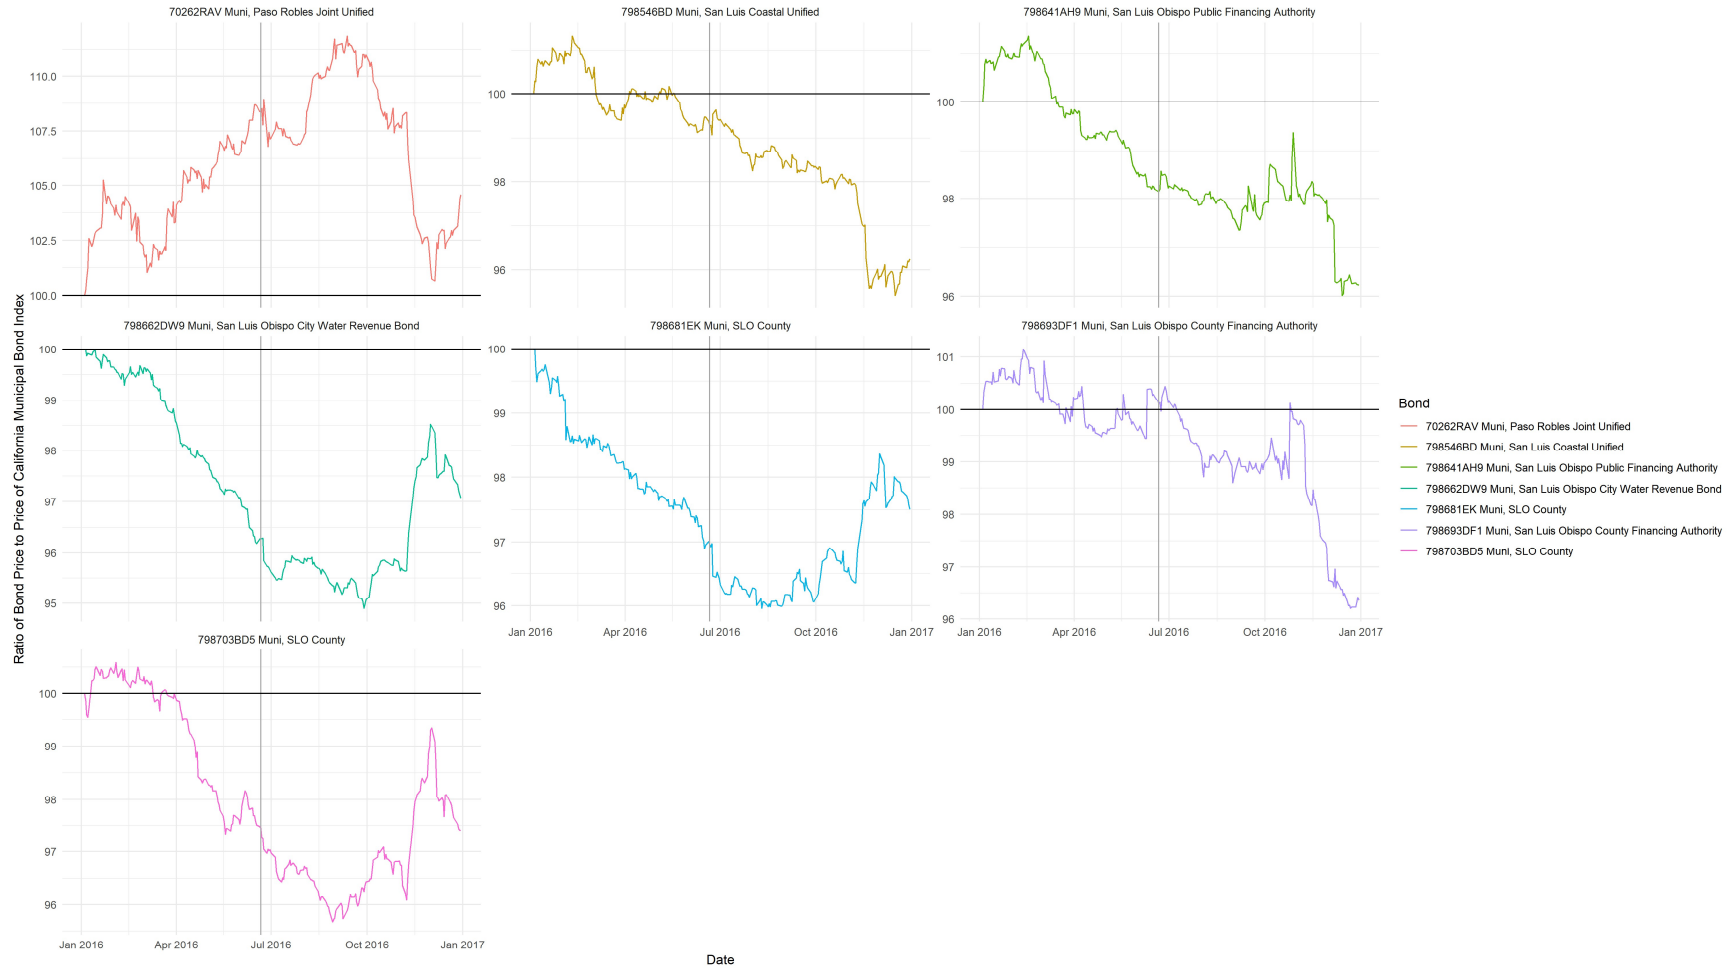 70262RAV Muni, Paso Robles Joint Unified
798546BD Muni, San Luis Coastal Unified
798641AH9 Muni, San Luis Obispo Public Financing Authority
110.0
107.5
105.0
102.5
100.0
100
98
96
100
98
96
798662DW9 Muni, San Luis Obispo City Water Revenue Bond
798681EK Muni, SLO County
798693DF1 Muni, San Luis Obispo County Financing Authority
100
99
98
97
96
95
100
99
98
97
96
101
100
99
98
97
96
Jan 2016 Apr 2016 Jul 2016 Oct 2016 Jan 2017
Jan 2016 Apr 2016 Jul 2016 Oct 2016 Jan 2017
798703BD5 Muni, SLO County
100
99
98
97
96
Jan 2016 Apr 2016 Jul 2016 Oct 2016 Jan 2017
Date
Ratio of Bond Price to Price of California Municipal Bond Index
Bond
70262RAV Muni, Paso Robles Joint Unified
798546BD Muni, San Luis Coastal Unified
798641AH9 Muni, San Luis Obispo Public Financing Authority
798662DW9 Muni, San Luis Obispo City Water Revenue Bond
798681EK Muni, SLO County
798693DF1 Muni, San Luis Obispo County Financing Authority
798703BD5 Muni, SLO County